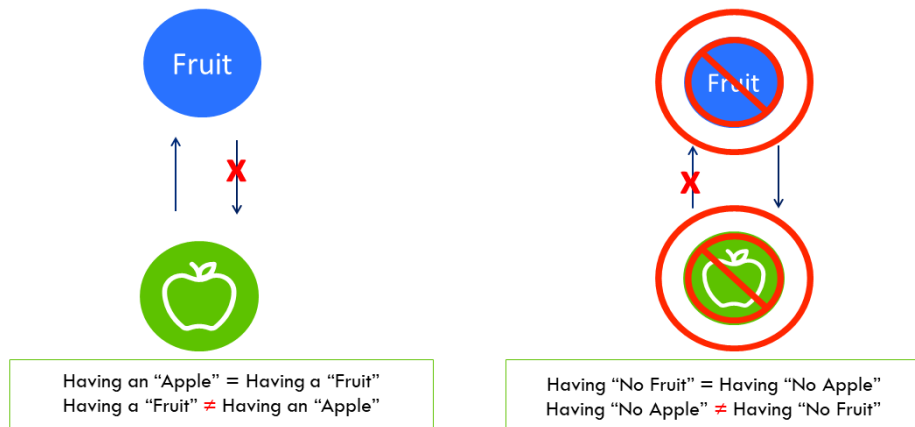 Fruit
X
Having an “Apple” = Having a “Fruit”
Having a “Fruit” ≠ Having an “Apple”
Fruit
X
Having “No Fruit” = Having “No Apple”
Having “No Apple” ≠ Having “No Fruit”